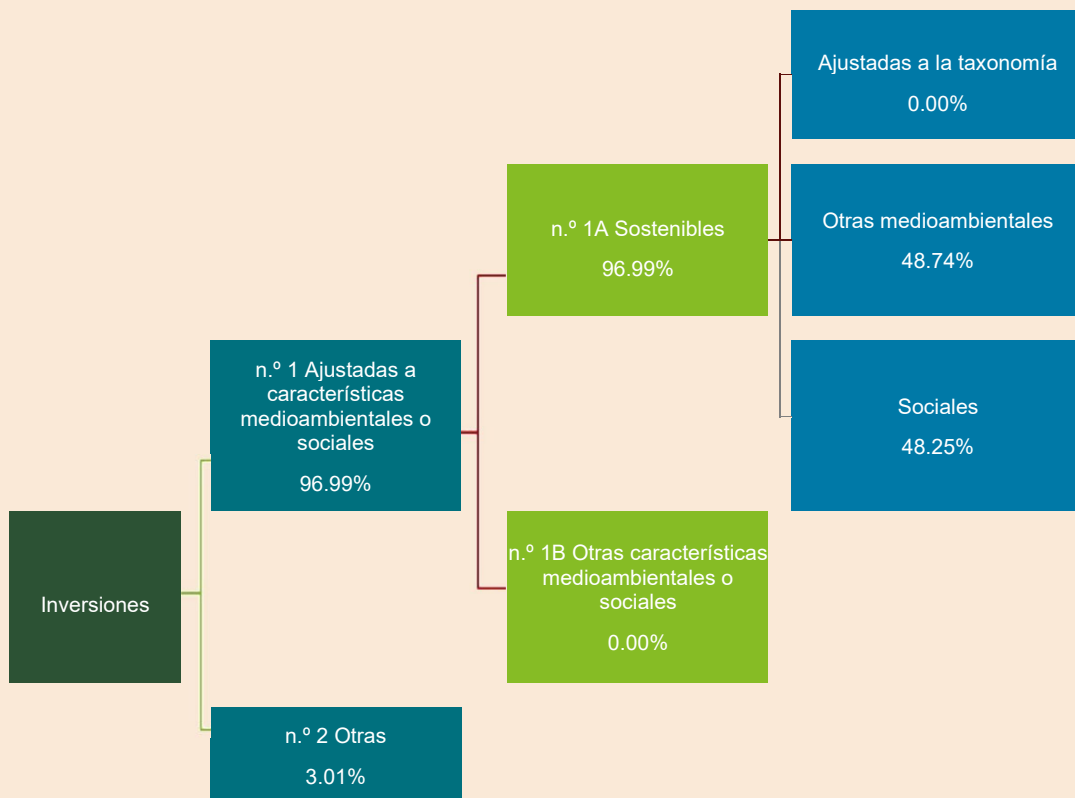 Inversiones
n.º 1 Ajustadas a
características
medioambientales o
sociales
96.99%
n.º 2 Otras
3.01%
n.º 1A Sostenibles
96.99%
n.º 1B Otras características
medioambientales o
sociales
0.00%
Ajustadas a la taxonomía
0.00%
Otras medioambientales
48.74%
Sociales
48.25%